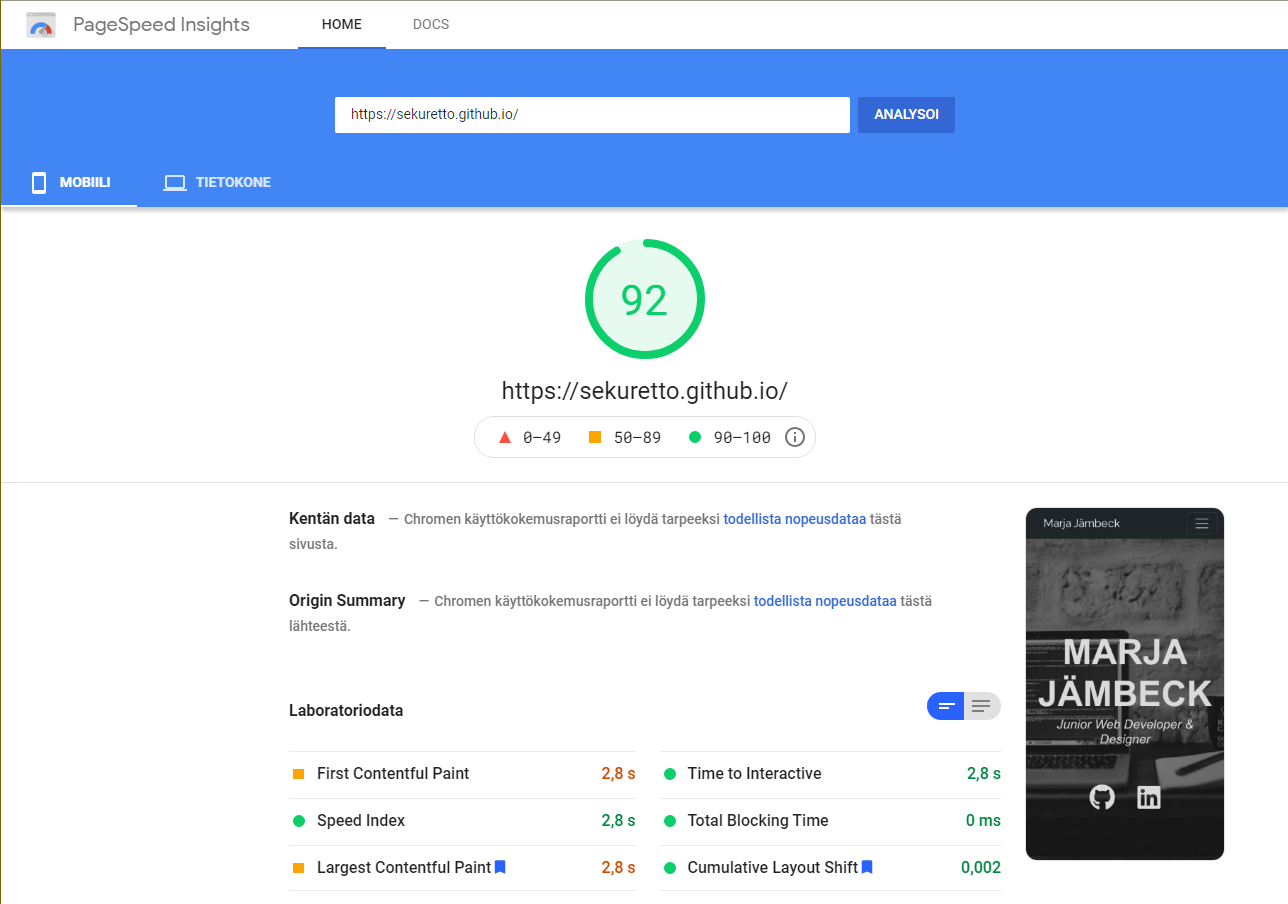 PageSpeed Insights HOME DOCS
https://sekuretto.github.io/ ANALYSOI
MOBIILI TIETOKONE
92
https://sekuretto.github.io/
0–49 50–89 90–100
Kentän data — Chromen käyttökokemusraportti ei löydä tarpeeksi todellista nopeusdataa tästä
sivusta.
Origin Summary — Chromen käyttökokemusraportti ei löydä tarpeeksi todellista nopeusdataa tästä
lähteestä.
Laboratoriodata
First Contentful Paint 2,8 s
Time to Interactive 2,8 s
Speed Index 2,8 s
Total Blocking Time 0 ms
Largest Contentful Paint 2,8 s
Cumulative Layout Shift 0,002
Marja Jämbeck
MARJA
JÄMBECK
Junior Web Developer &
Designer